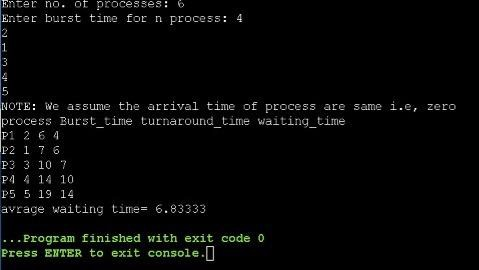 Enter no. of processes: 6
Enter burst time for n process: 4
2
1
3
4
5
NOTE: We assume the arrival time of process are same i.e, zero
process Burst_time turnaround_time waiting_time
P1 2 6 4
P2 1 7 6
P3 3 10 7
P4 4 14 10
P5 5 19 14
avrage waiting time= 6.83333
...Program finished with exit code 0
Press ENTER to exit console.